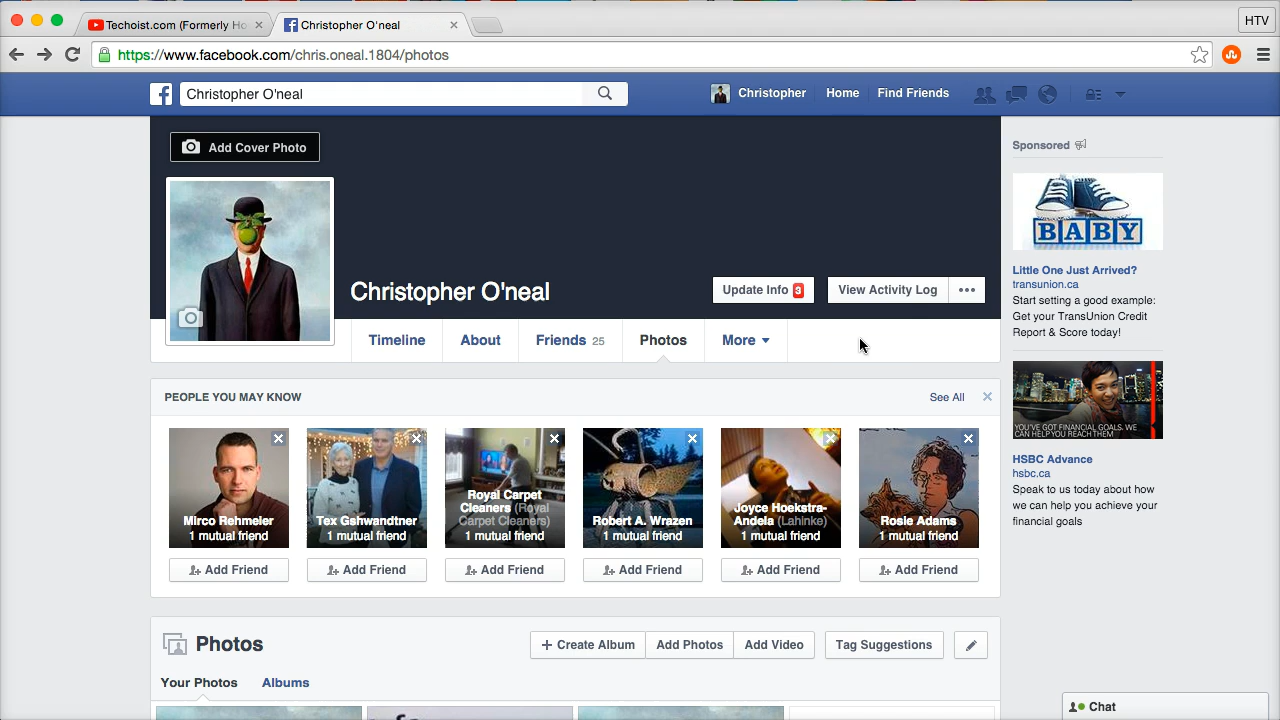 Techoist.com (Formerly Ho
Christopher O'neal
HTV
https://www.facebook.com/chris.oneal.1804/photos
Christopher O'neal
Christopher
Home
Find Friends
Add Cover Photo
Christopher O'neal
Update Info 3
View Activity Log
Timeline
About
Friends 25
Photos
More
Sponsored
BABY
Little One Just Arrived?
transunion.ca
Start setting a good example:
Get your TransUnion Credit
Report & Score today!
YOU'VE GOT FINANCIAL GOALS. WE
CAN HELP YOU REACH THEM
HSBC Advance
hsbc.ca
Speak to us today about how
we can help you achieve your
financial goals
PEOPLE YOU MAY KNOW
See All
Mirco Rehmeier
1 mutual friend
Add Friend
Tex Gshwandtner
1 mutual friend
Add Friend
Royal Carpet
Cleaners (Royal
Carpet Cleaners)
1 mutual friend
Add Friend
Robert A. Wrazen
1 mutual friend
Add Friend
Joyce Hoekstra-
Andela (Lahinke)
1 mutual friend
Add Friend
Rosie Adams
1 mutual friend
Add Friend
Photos
+ Create Album
Add Photos
Add Video
Tag Suggestions
Your Photos
Albums
Chat